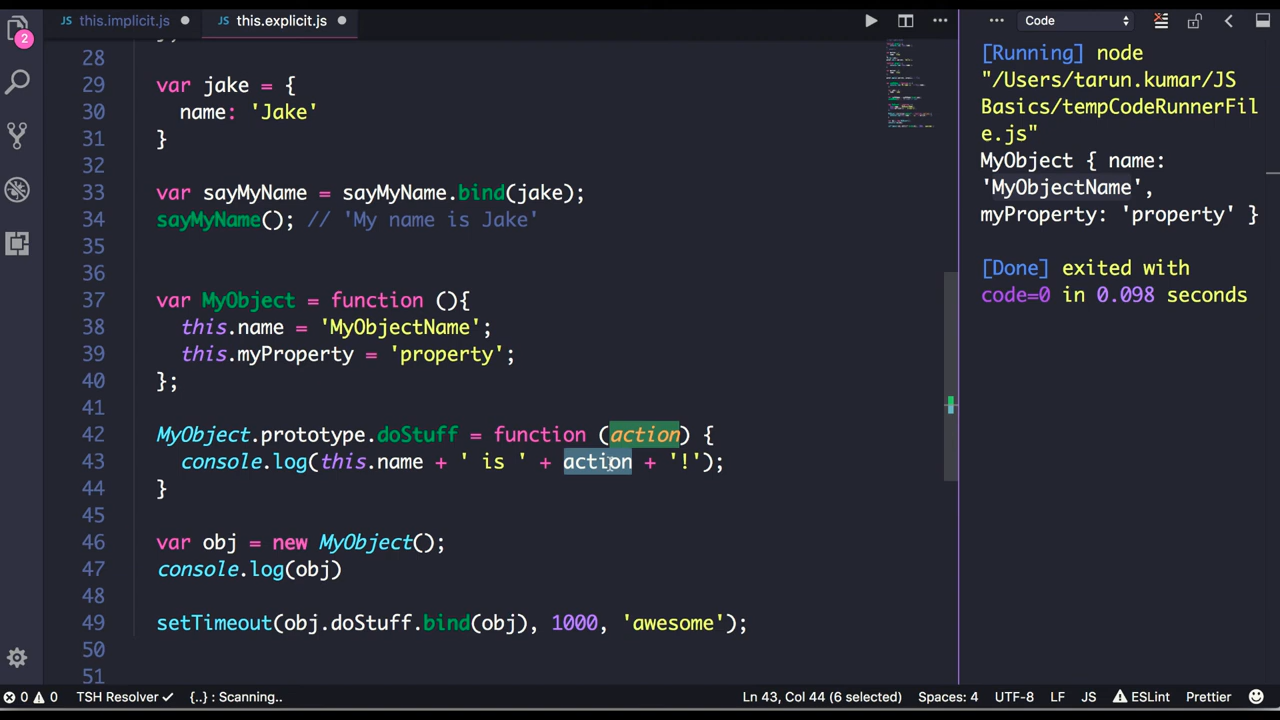 JS this.implicit.js
JS this.explicit.js
Code
2
28
29 var jake = {
30 name: 'Jake'
31 }
32
33 var sayMyName = sayMyName.bind(jake);
34 sayMyName(); // 'My name is Jake'
35
36
37 var MyObject = function (){
38 this.name = 'MyObjectName';
39 this.myProperty = 'property';
40 };
41
42 MyObject.prototype.doStuff = function (action) {
43 console.log(this.name + ' is ' + action + '!');
44 }
45
46 var obj = new MyObject();
47 console.log(obj)
48
49 setTimeout(obj.doStuff.bind(obj), 1000, 'awesome');
50
51
[Running] node
"/Users/tarun.kumar/JS
Basics/tempCodeRunnerFil
e.js"
MyObject { name:
'MyObjectName',
myProperty: 'property' }
[Done] exited with
code=0 in 0.098 seconds
0 0 TSH Resolver ✓ {..} : Scanning.. Ln 43, Col 44 (6 selected) Spaces: 4 UTF-8 LF JS ESLint Prettier